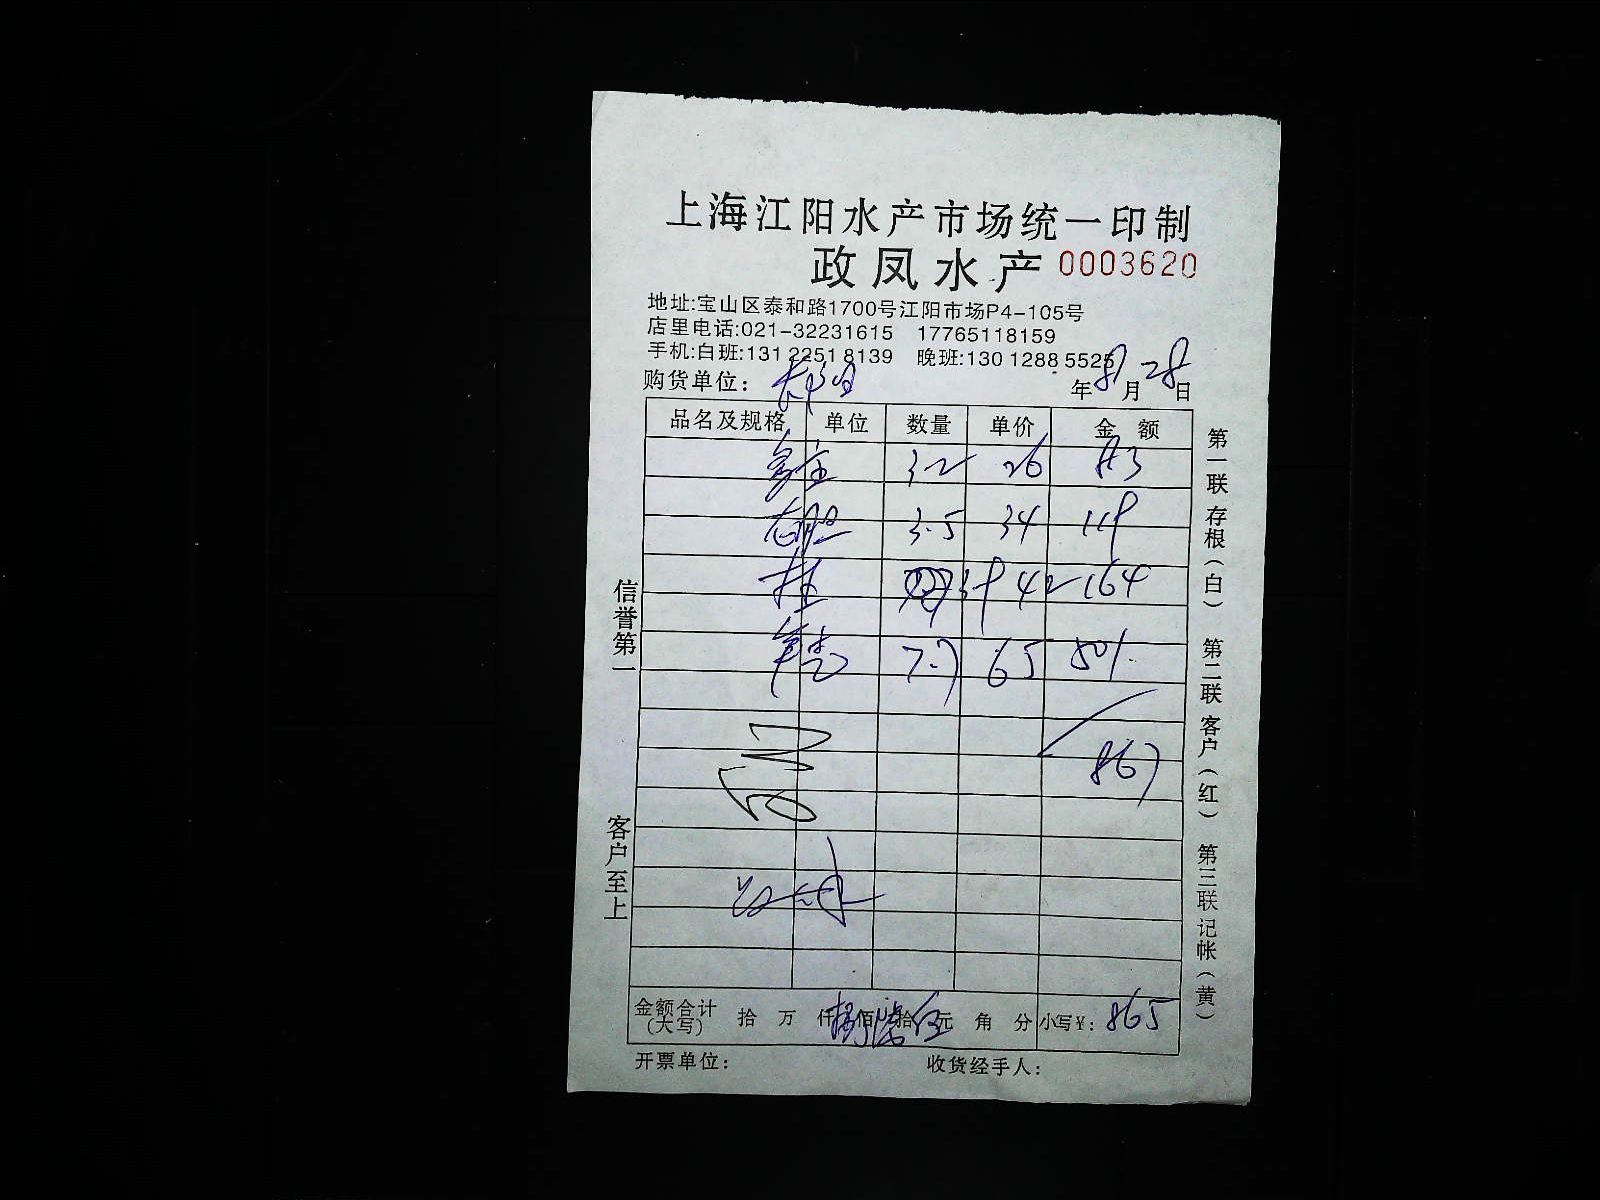 上海江阳水产市场统一印制
政凤水产 0003620
地址:宝山区泰和路1700号江阳市场P4-105号
店里电话:021-32231615 17765118159
手机:白班:131 2251 8139 晚班:130 1288 5525
购货单位: 年 8月 28日
品名及规格 单位 数量 单价 金额
3.2 26 83
3.5 34 119
3.9 42 164
7.7 65 501
867
金额合计(大写) 拾 万 仟 佰 拾 元 角 分 小写¥: 865
开票单位: 收货经手人:
信誉第一
客户至上
第一联存根(白) 第二联客户(红) 第三联记帐(黄)